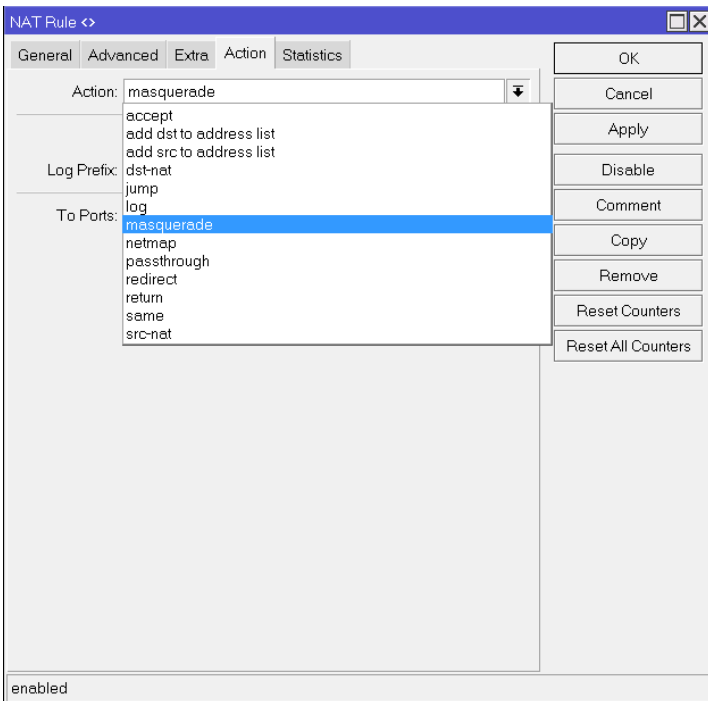 NAT Rule <>
General Advanced Extra Action Statistics
Action: masquerade
accept
add dst to address list
add src to address list
Log Prefix: dst-nat
jump
To Ports: log
masquerade
netmap
passthrough
redirect
return
same
src-nat
OK
Cancel
Apply
Disable
Comment
Copy
Remove
Reset Counters
Reset All Counters
enabled